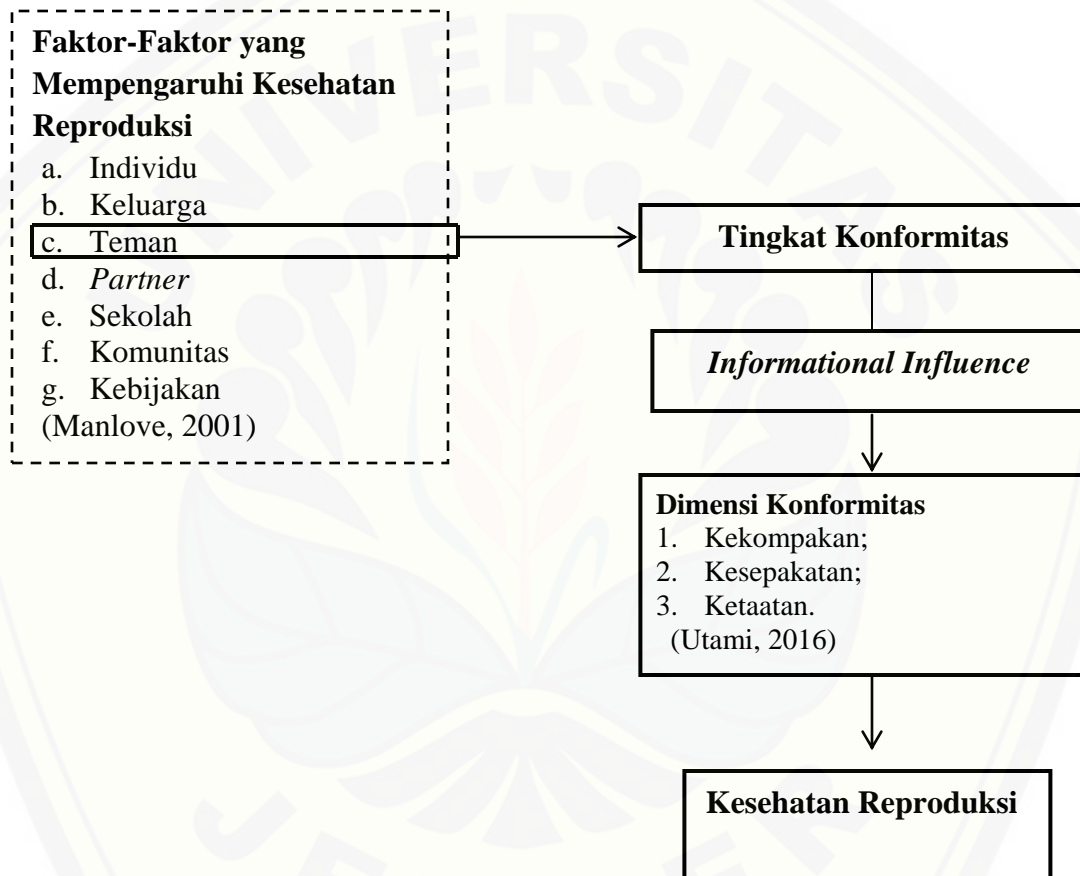 Faktor-Faktor yang
Mempengaruhi Kesehatan
Reproduksi
a. Individu
b. Keluarga
c. Teman
d. Partner
e. Sekolah
f. Komunitas
g. Kebijakan
(Manlove, 2001)
Tingkat Konformitas
Informational Influence
Dimensi Konformitas
1. Kekompakan;
2. Kesepakatan;
3. Ketaatan.
(Utami, 2016)
Kesehatan Reproduksi
UNIVERSITAS